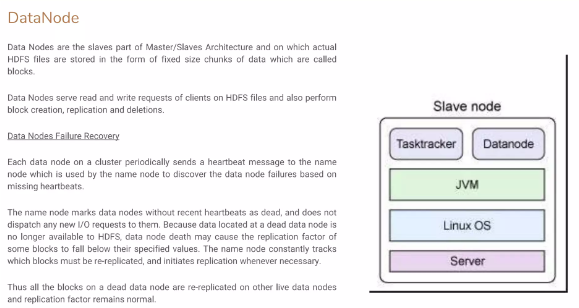 DataNode
Data Nodes are the slaves part of Master/Slaves Architecture and on which actual
HDFS files are stored in the form of fixed size chunks of data which are called
blocks.
Data Nodes serve read and write requests of clients on HDFS files and also perform
block creation, replication and deletions.
Data Nodes Failure Recovery
Each data node on a cluster periodically sends a heartbeat message to the name
node which is used by the name node to discover the data node failures based on
missing heartbeats.
The name node marks data nodes without recent heartbeats as dead, and does not
dispatch any new I/O requests to them. Because data located at a dead data node is
no longer available to HDFS, data node death may cause the replication factor of
some blocks to fall below their specified values. The name node constantly tracks
which blocks must be re-replicated, and initiates replication whenever necessary.
Thus all the blocks on a dead data node are re-replicated on other live data nodes
and replication factor remains normal.
Slave node
Tasktracker Datanode
JVM
Linux OS
Server